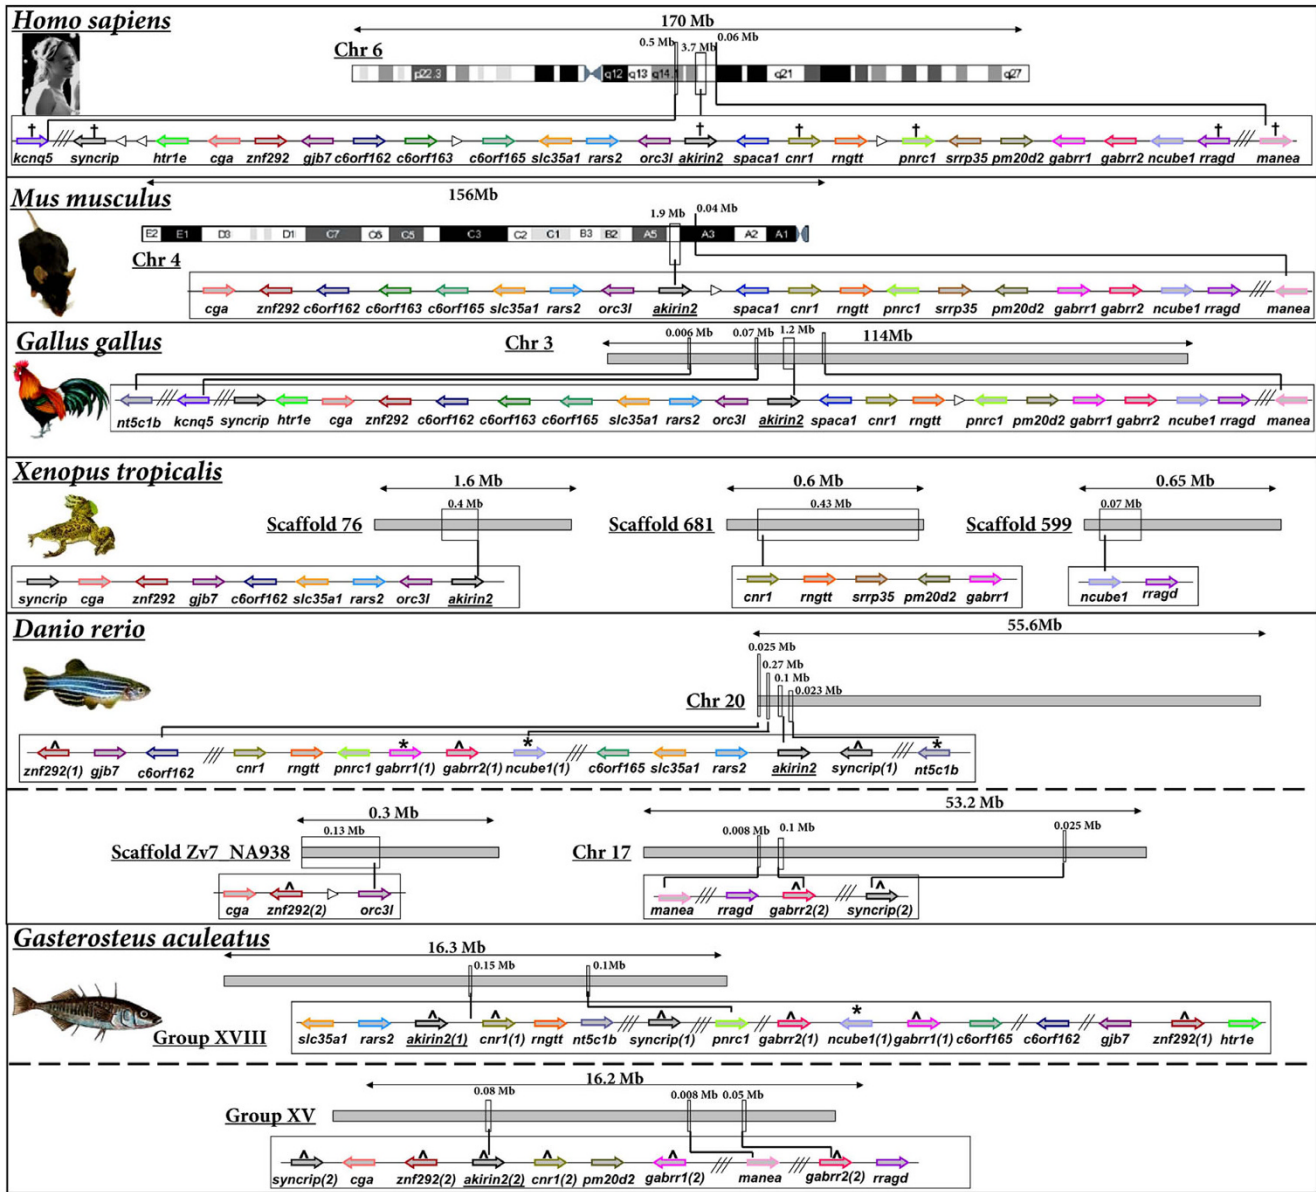 Homo sapiens
170 Mb
0.5 Mb 3.7 Mb 0.06 Mb
Chr 6
p22.3 q12 q13 q14.1 q21 q27
† † † † † † †
kcnq5 syncrip htr1e cga znf292 gjb7 c6orf162 c6orf163 c6orf165 slc35a1 rars2 orc3l akirin2 spaca1 cnr1 rngtt pnrc1 srrp35 pm20d2 gabrr1 gabrr2 ncube1 rragd manea
Mus musculus
156Mb
1.9 Mb 0.04 Mb
E2 E1 D3 D1 C7 C6 C5 C3 C2 C1 B3 B2 A5 A3 A2 A1
Chr 4
cga znf292 c6orf162 c6orf163 c6orf165 slc35a1 rars2 orc3l akirin2 spaca1 cnr1 rngtt pnrc1 srrp35 pm20d2 gabrr1 gabrr2 ncube1 rragd manea
Gallus gallus
Chr 3
0.006 Mb 0.07 Mb 1.2 Mb 114Mb
nt5c1b kcnq5 syncrip htr1e cga znf292 c6orf162 c6orf163 c6orf165 slc35a1 rars2 orc3l akirin2 spaca1 cnr1 rngtt pnrc1 pm20d2 gabrr1 gabrr2 ncube1 rragd manea
Xenopus tropicalis
1.6 Mb 0.6 Mb 0.65 Mb
0.4 Mb 0.43 Mb 0.07 Mb
Scaffold 76 Scaffold 681 Scaffold 599
syncrip cga znf292 gjb7 c6orf162 slc35a1 rars2 orc3l akirin2 cnr1 rngtt srrp35 pm20d2 gabrr1 ncube1 rragd
Danio rerio
55.6Mb
0.025 Mb
0.27 Mb
0.1 Mb
0.023 Mb
Chr 20
^ * ^ * ^ *
znf292(1) gjb7 c6orf162 cnr1 rngtt pnrc1 gabrr1(1) gabrr2(1) ncube1(1) c6orf165 slc35a1 rars2 akirin2 syncrip(1) nt5c1b
0.3 Mb 53.2 Mb
0.13 Mb 0.008 Mb 0.1 Mb 0.025 Mb
Scaffold Zv7_NA938 Chr 17
^ ^ ^
cga znf292(2) orc3l manea rragd gabrr2(2) syncrip(2)
Gasterosteus aculeatus
16.3 Mb
0.15 Mb 0.1Mb
Group XVIII
^ ^ ^ ^ * ^ ^
slc35a1 rars2 akirin2(1) cnr1(1) rngtt nt5c1b syncrip(1) pnrc1 gabrr2(1) ncube1(1) gabrr1(1) c6orf165 c6orf162 gjb7 znf292(1) htr1e
16.2 Mb
0.08 Mb 0.008 Mb 0.05 Mb
Group XV
^ ^ ^ ^ ^ ^
syncrip(2) cga znf292(2) akirin2(2) cnr1(2) pm20d2 gabrr1(2) manea gabrr2(2) rragd